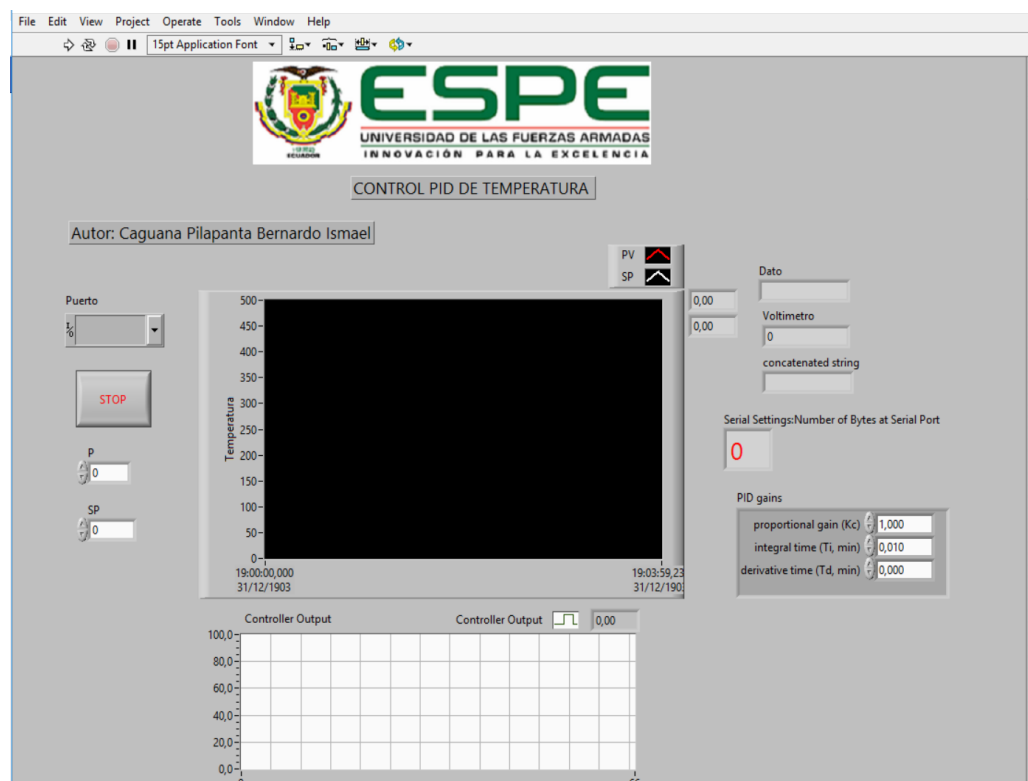 File Edit View Project Operate Tools Window Help
15pt Application Font
ESPE
UNIVERSIDAD DE LAS FUERZAS ARMADAS
INNOVACIÓN PARA LA EXCELENCIA
ECUADOR
CONTROL PID DE TEMPERATURA
Autor: Caguana Pilapanta Bernardo Ismael
PV
SP
Puerto
STOP
P
0
SP
0
Temperatura
500
450
400
350
300
250
200
150
100
50
0
19:00:00,000
31/12/1903
19:03:59,23
31/12/190
0,00
0,00
Dato
Voltimetro
0
concatenated string
Serial Settings:Number of Bytes at Serial Port
0
PID gains
proportional gain (Kc) 1,000
integral time (Ti, min) 0,010
derivative time (Td, min) 0,000
Controller Output
Controller Output 0,00
100,0
80,0
60,0
40,0
20,0
0,0